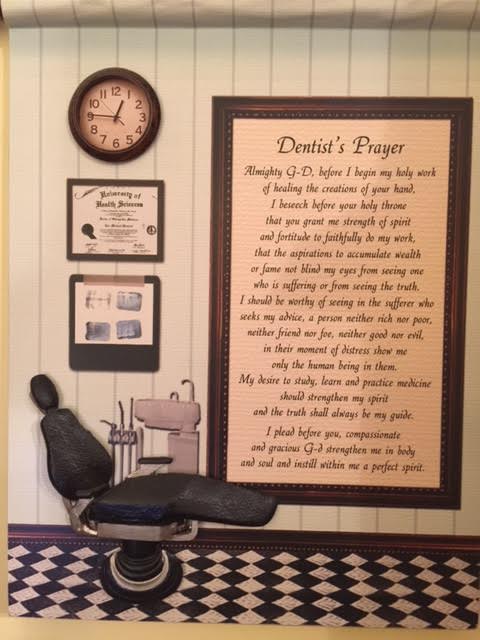 12
1
2
3
4
5
6
7
8
9
10
11
University of
Health Sciences
Dentist's Prayer
Almighty G-D, before I begin my holy work
of healing the creations of your hand,
I beseech before your holy throne
that you grant me strength of spirit
and fortitude to faithfully do my work,
that the aspirations to accumulate wealth
or fame not blind my eyes from seeing one
who is suffering or from seeing the truth.
I should be worthy of seeing in the sufferer who
seeks my advice, a person neither rich nor poor,
neither friend nor foe, neither good nor evil,
in their moment of distress show me
only the human being in them.
My desire to study, learn and practice medicine
should strengthen my spirit
and the truth shall always be my guide.
I plead before you, compassionate
and gracious G-d strengthen me in body
and soul and instill within me a perfect spirit.